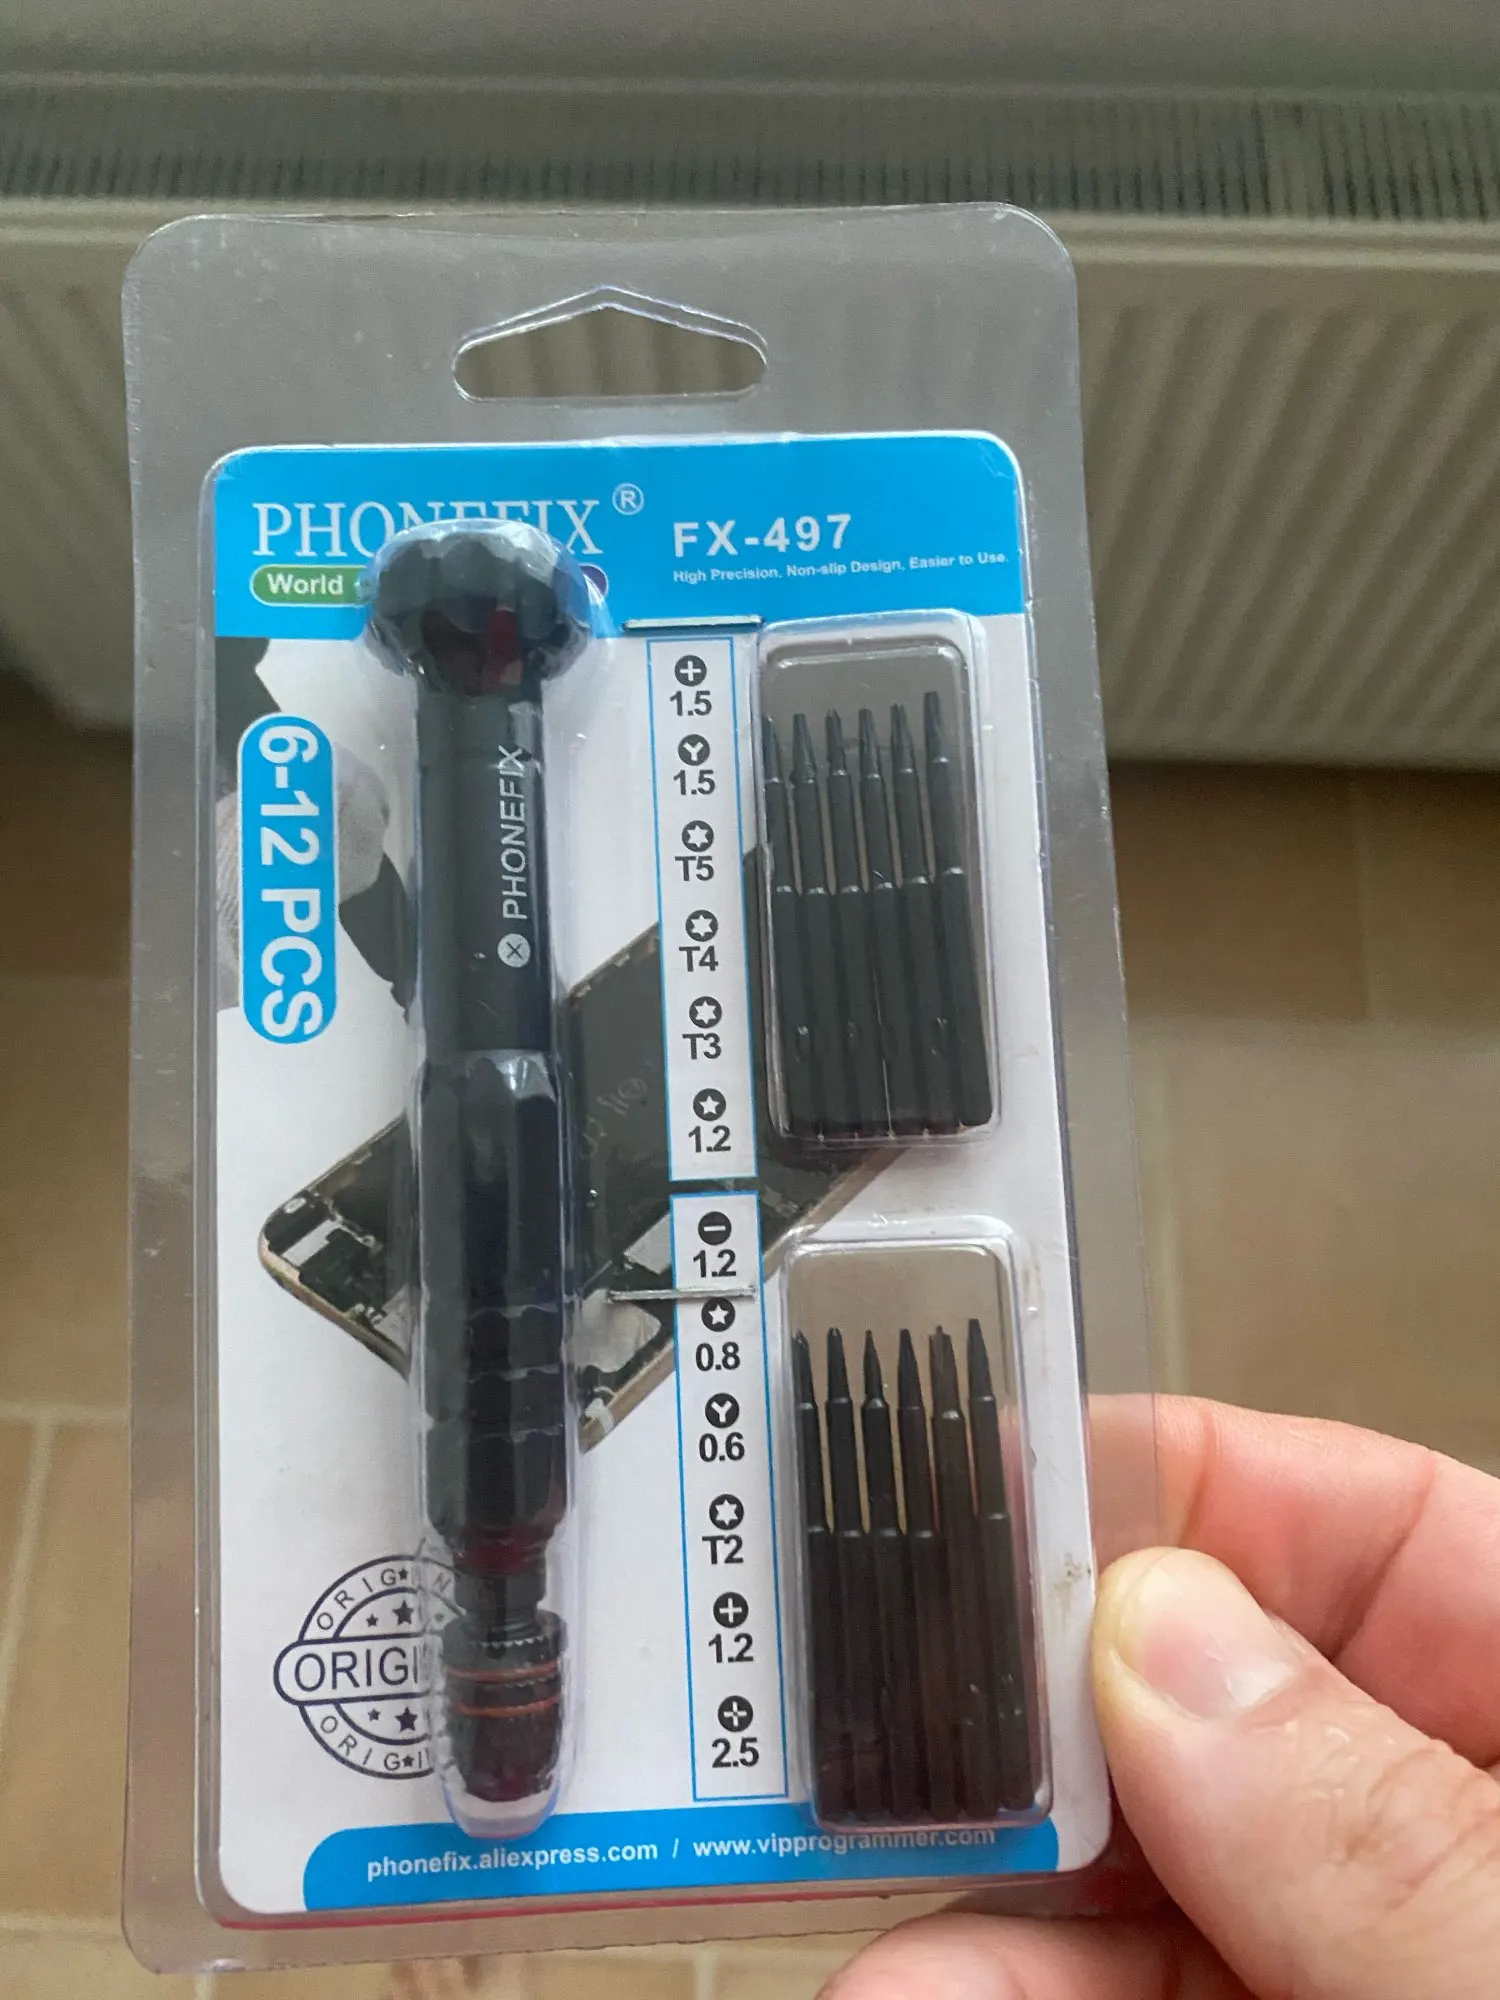 PHONEFIX®
FX-497
High Precision, Non-slip Design, Easier to Use.
World
6-12 PCS
PHONEFIX
1.5
1.5
T5
T4
T3
1.2
1.2
0.8
0.6
T2
1.2
2.5
ORIGIN
ORIGI
ORIGI
phonefix.aliexpress.com / www.vipprogrammer.com